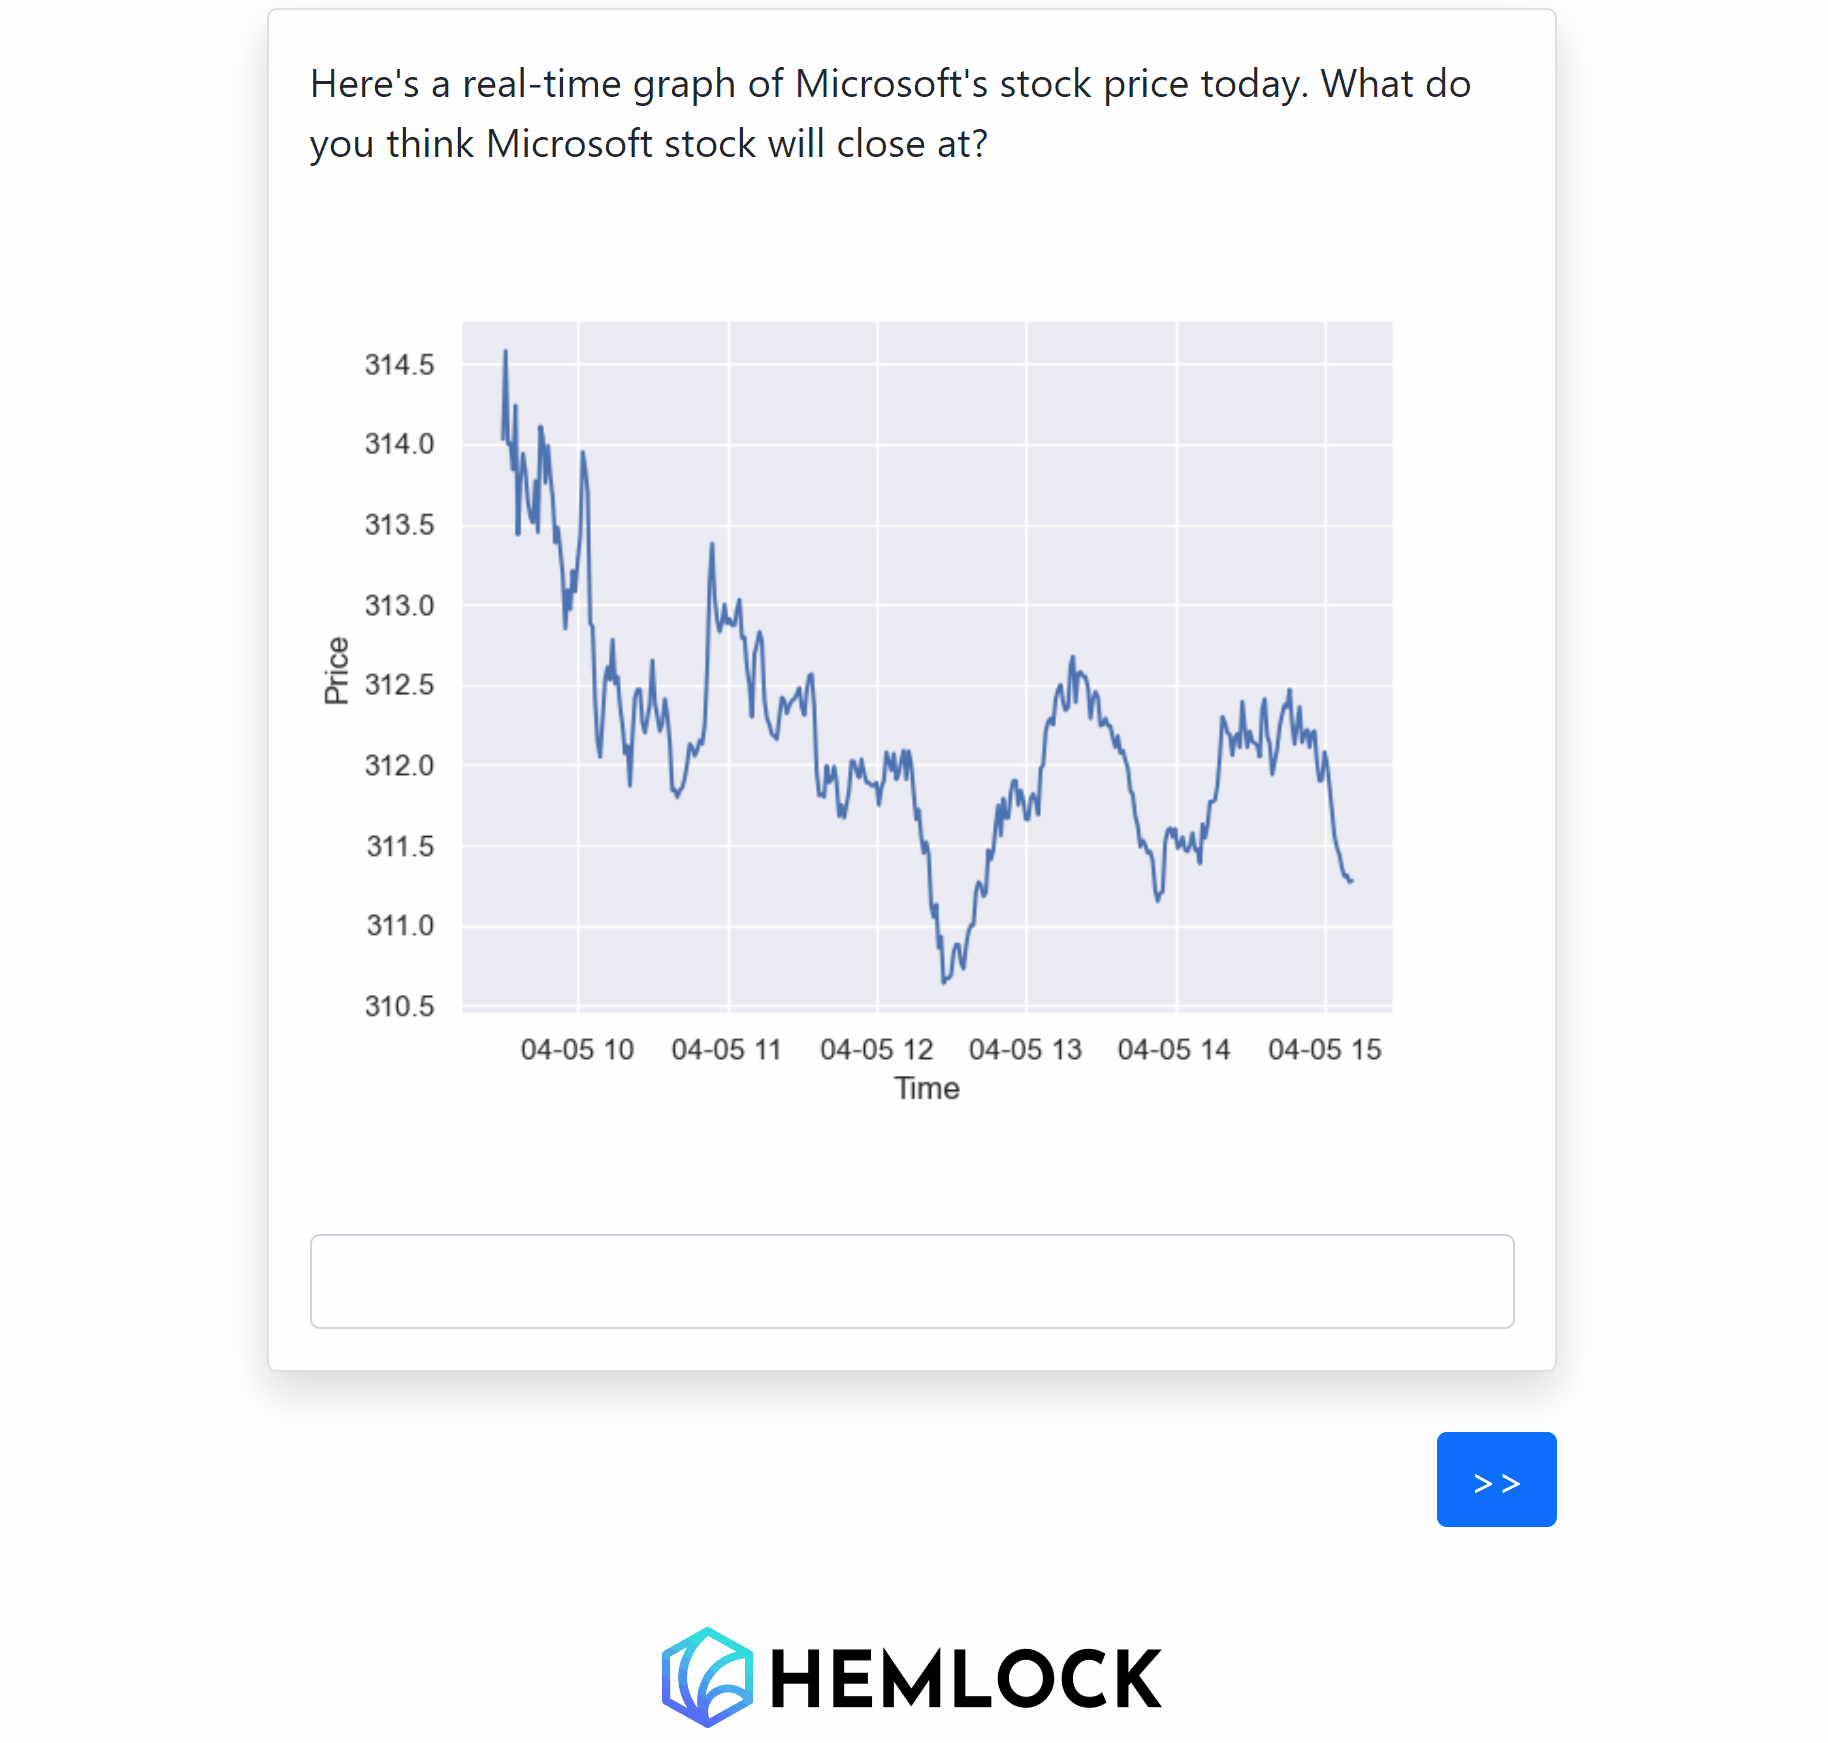 Here's a real-time graph of Microsoft's stock price today. What do
you think Microsoft stock will close at?
314.5
314.0
313.5
313.0
312.5
312.0
311.5
311.0
310.5
Price
04-05 10 04-05 11 04-05 12 04-05 13 04-05 14 04-05 15
Time
>>
HEMLOCK